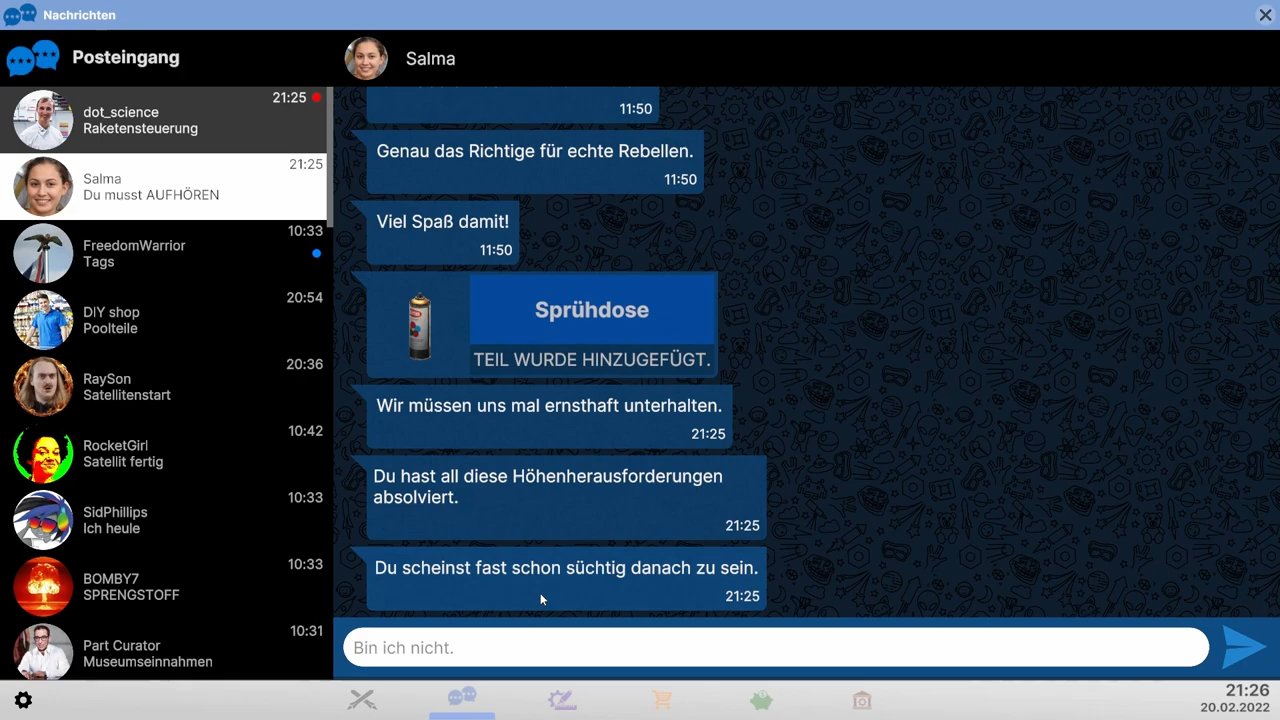 Nachrichten
Posteingang
Salma
dot_science
Raketensteuerung
21:25
Salma
Du musst AUFHÖREN
21:25
FreedomWarrior
Tags
10:33
DIY shop
Poolteile
20:54
RaySon
Satellitenstart
20:36
RocketGirl
Satellit fertig
10:42
SidPhillips
Ich heule
10:33
BOMBY7
SPRENGSTOFF
10:33
Part Curator
Museumseinnahmen
10:31
11:50
Genau das Richtige für echte Rebellen.
11:50
Viel Spaß damit!
11:50
Sprühdose
TEIL WURDE HINZUGEFÜGT.
Wir müssen uns mal ernsthaft unterhalten.
21:25
Du hast all diese Höhenherausforderungen
absolviert.
21:25
Du scheinst fast schon süchtig danach zu sein.
21:25
Bin ich nicht.
21:26
20.02.2022